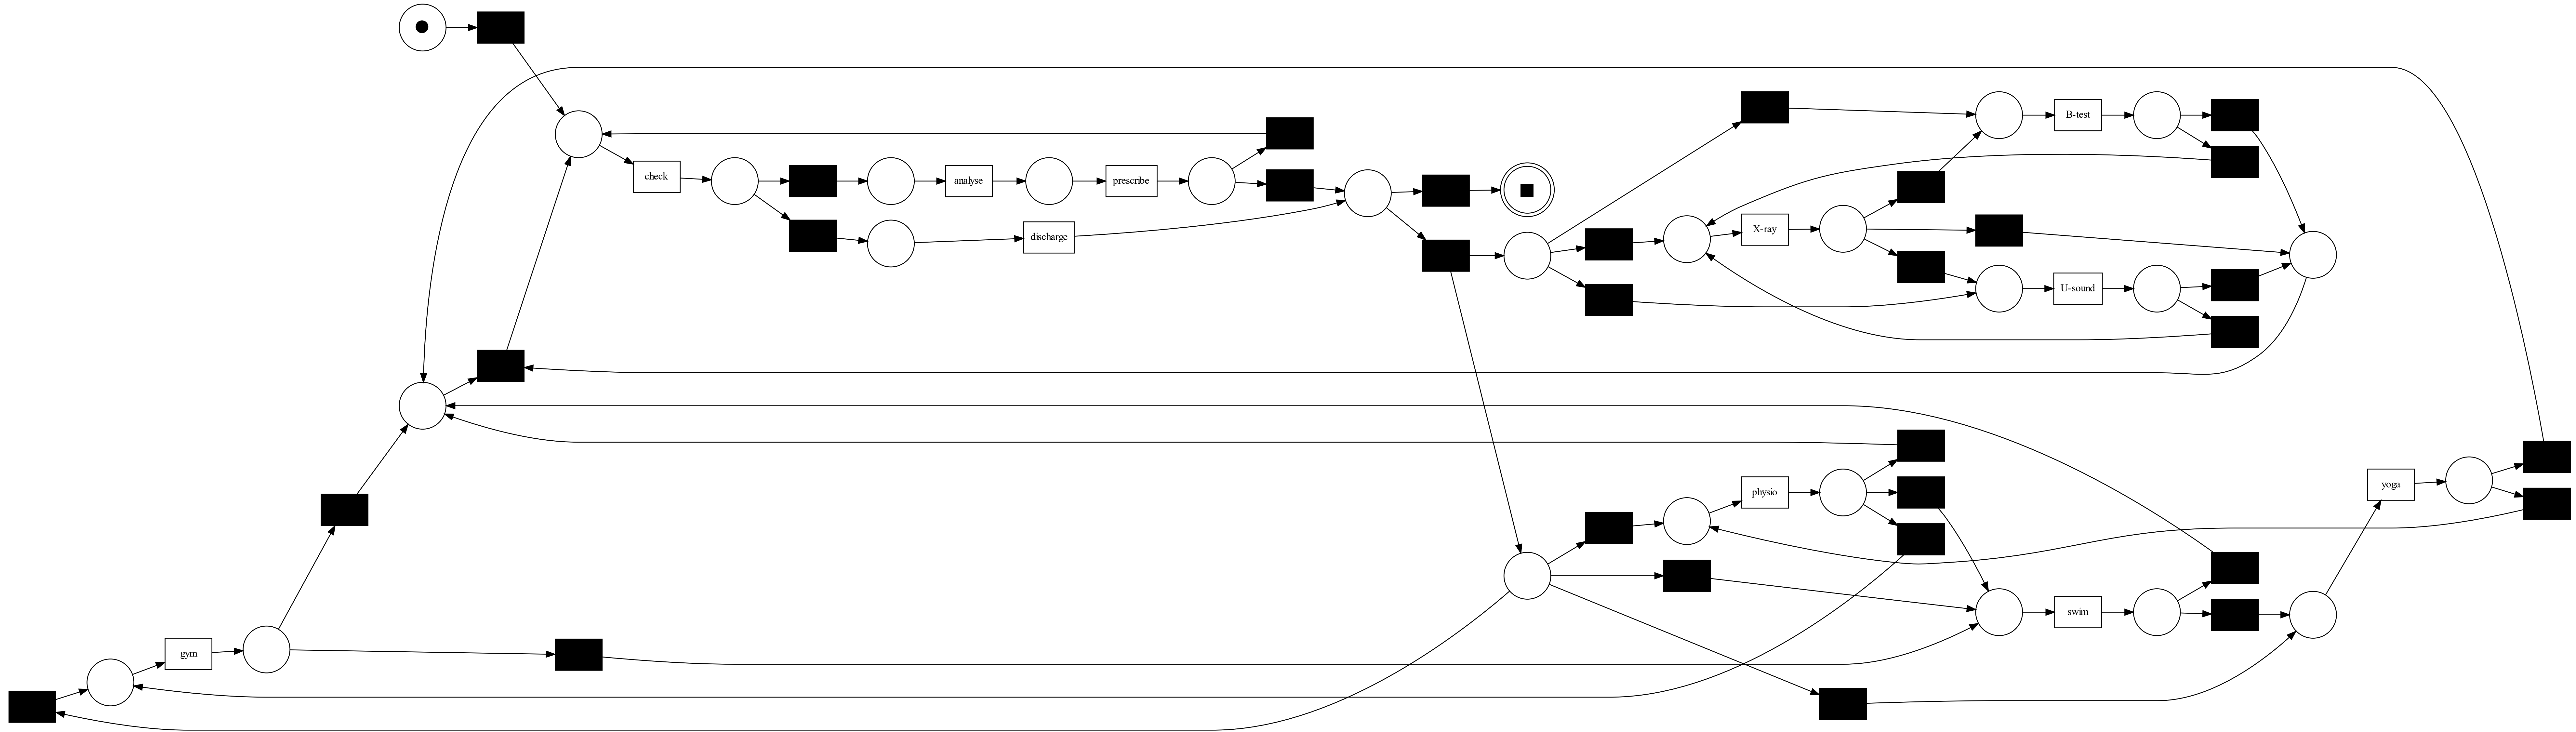 B-test
check
analyse
prescribe
discharge
X-ray
U-sound
physio
yoga
swim
gym